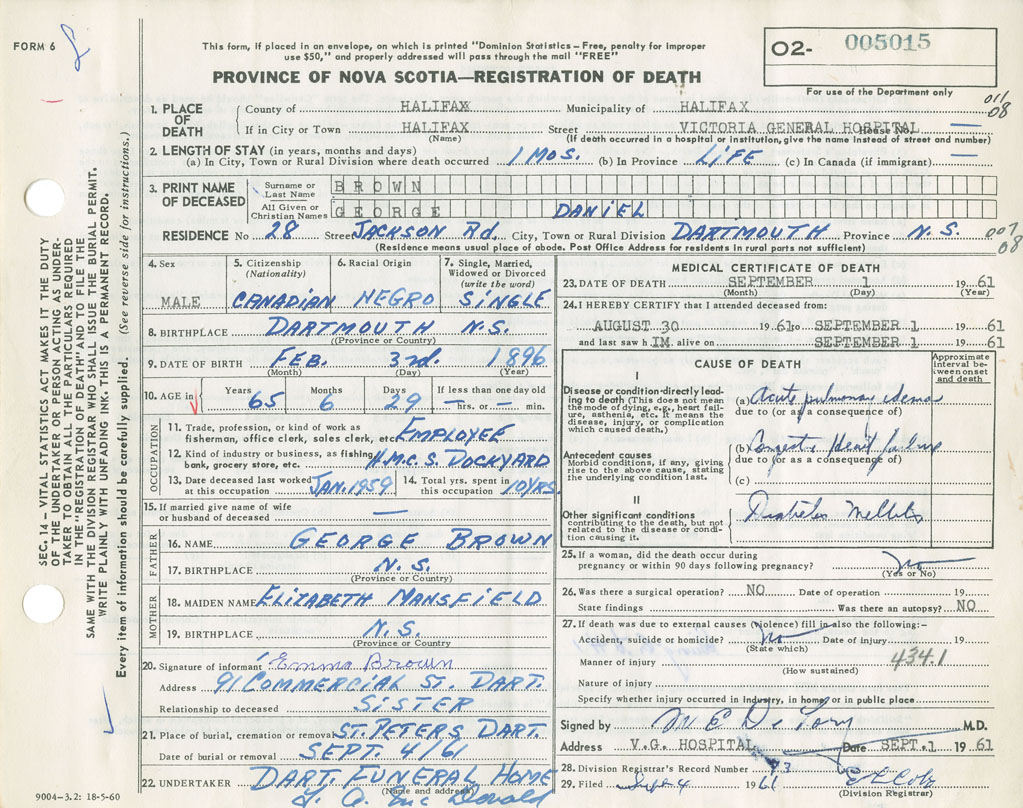 FORM 6
This form, if placed in an envelope, on which is printed "Dominion Statistics – Free, penalty for improper
use $50," and properly addressed will pass through the mail "FREE"
PROVINCE OF NOVA SCOTIA—REGISTRATION OF DEATH
O2- 005015
For use of the Department only
SEC. 14 – VITAL STATISTICS ACT MAKES IT THE DUTY
OF THE UNDERTAKER OR PERSON ACTING AS UNDER-
TAKER TO OBTAIN ALL THE PARTICULARS REQUIRED
IN THE "REGISTRATION OF DEATH" AND TO FILE THE
SAME WITH THE DIVISION REGISTRAR WHO SHALL ISSUE THE BURIAL PERMIT.
WRITE PLAINLY WITH UNFADING INK. THIS IS A PERMANENT RECORD.
Every item of information should be carefully supplied. (See reverse side for instructions.)
1. PLACE OF DEATH
County of HALIFAX Municipality of HALIFAX 011/08
If in City or Town HALIFAX Street VICTORIA GENERAL HOSPITAL House No. —
(Name) (If death occurred in a hospital or institution, give the name instead of street and number)
2. LENGTH OF STAY (in years, months and days)
(a) In City, Town or Rural Division where death occurred 1 MOS. (b) In Province LIFE (c) In Canada (if immigrant) —
3. PRINT NAME OF DECEASED
Surname or Last Name BROWN
All Given or Christian Names GEORGE DANIEL
RESIDENCE No 28 Street JACKSON Rd. City, Town or Rural Division DARTMOUTH Province N.S. 007/08
(Residence means usual place of abode. Post Office Address for residents in rural parts not sufficient)
4. Sex MALE
5. Citizenship (Nationality) CANADIAN
6. Racial Origin NEGRO
7. Single, Married, Widowed or Divorced (write the word) SINGLE
8. BIRTHPLACE DARTMOUTH N.S.
(Province or Country)
9. DATE OF BIRTH FEB. 3rd. 1896
(Month) (Day) (Year)
10. AGE in Years 65 Months 6 Days 29 If less than one day old — hrs. or — min.
OCCUPATION
11. Trade, profession, or kind of work as fisherman, office clerk, sales clerk, etc. EMPLOYEE
12. Kind of industry or business, as fishing, bank, grocery store, etc. H.M.C.S. DOCKYARD
13. Date deceased last worked at this occupation JAN. 1959
14. Total yrs. spent in this occupation 10 YRS.
15. If married give name of wife or husband of deceased —
FATHER
16. NAME GEORGE BROWN
17. BIRTHPLACE N.S.
(Province or Country)
MOTHER
18. MAIDEN NAME ELIZABETH MANSFIELD
19. BIRTHPLACE N.S.
(Province or Country
20. Signature of informant Emma Brown
Address 91 COMMERCIAL ST. DART.
Relationship to deceased SISTER
21. Place of burial, cremation or removal ST. PETERS DART.
Date of burial or removal SEPT. 4/61
22. UNDERTAKER DART. FUNERAL HOME
(Name and address)
Mc Donald
9004–3.2: 18-5-60
MEDICAL CERTIFICATE OF DEATH
23. DATE OF DEATH SEPTEMBER 1 19 61
(Month) (Day) (Year)
24. I HEREBY CERTIFY that I attended deceased from:
AUGUST 30 19 61 to SEPTEMBER 1 19 61
and last saw h IM. alive on SEPTEMBER 1 19 61
CAUSE OF DEATH
Approximate interval between onset and death
I
Disease or condition directly leading to death (This does not mean the mode of dying, e.g., heart failure, asthenia, etc. It means the disease, injury, or complication which caused death.)
(a) Acute pulmonary edema
due to (or as a consequence of)
Antecedent causes
Morbid conditions, if any, giving rise to the above cause, stating the underlying condition last.
(b) Congestive heart failure
due to (or as a consequence of)
(c)
II
Other significant conditions
contributing to the death, but not related to the disease or condition causing it.
Diabetes Mellitus
25. If a woman, did the death occur during pregnancy or within 90 days following pregnancy? No
(Yes or No)
26. Was there a surgical operation? NO Date of operation 19
State findings Was there an autopsy? NO
27. If death was due to external causes (violence) fill in also the following:–
Accident, suicide or homicide? No Date of injury 19
(State which)
Manner of injury 434.1
(How sustained)
Nature of injury
Specify whether injury occurred in industry, in home or in public place
Signed by M.D.
Address V.G. HOSPITAL Date SEPT. 1 19 61
28. Division Registrar's Record Number
29. Filed Sept 4 1961
(Division Registrar)